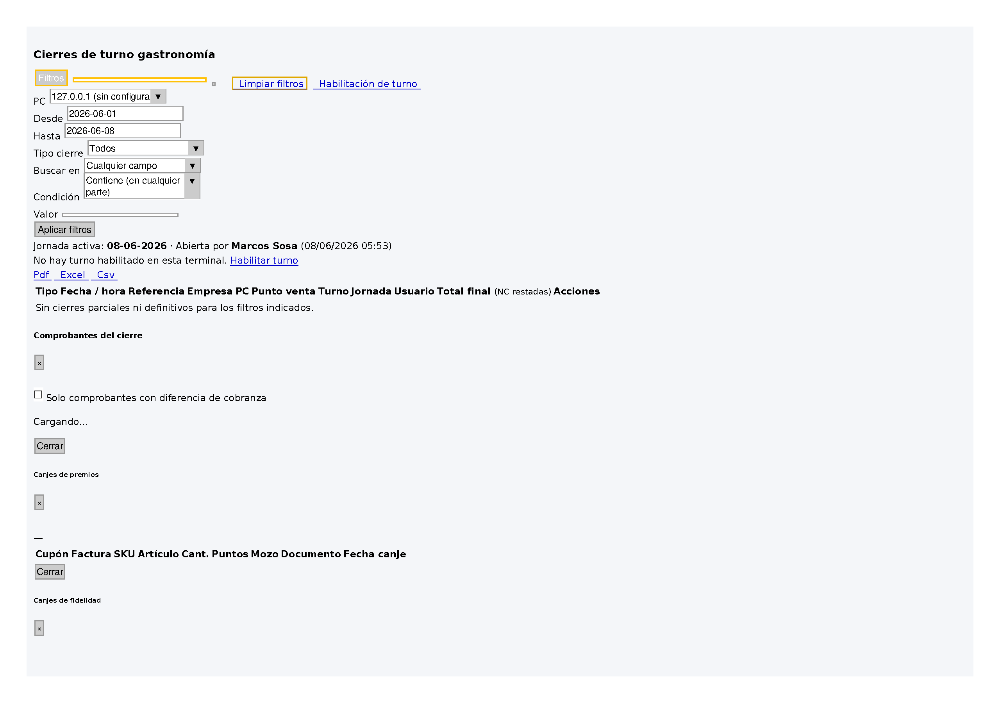 Cierres de turno gastronomía
Filtros Limpiar filtros Habilitación de turno
PC 127.0.0.1 (sin configura ▼
Desde 2026-06-01
Hasta 2026-06-08
Tipo cierre Todos ▼
Buscar en Cualquier campo ▼
Condición Contiene (en cualquier ▼
parte)
Valor
Aplicar filtros
Jornada activa: 08-06-2026 · Abierta por Marcos Sosa (08/06/2026 05:53)
No hay turno habilitado en esta terminal. Habilitar turno
Pdf Excel Csv
Tipo Fecha / hora Referencia Empresa PC Punto venta Turno Jornada Usuario Total final (NC restadas) Acciones
Sin cierres parciales ni definitivos para los filtros indicados.
Comprobantes del cierre
×
Solo comprobantes con diferencia de cobranza
Cargando...
Cerrar
Canjes de premios
×
—
Cupón Factura SKU Artículo Cant. Puntos Mozo Documento Fecha canje
Cerrar
Canjes de fidelidad
×